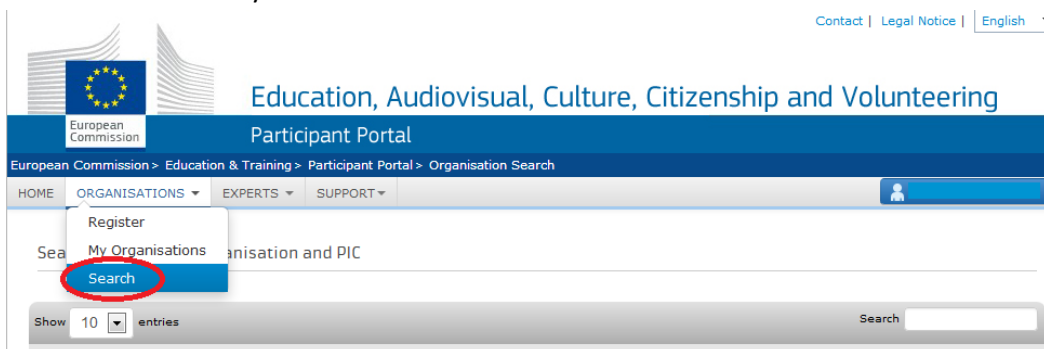 Contact | Legal Notice | English
Education, Audiovisual, Culture, Citizenship and Volunteering
European
Commission
Participant Portal
European Commission > Education & Training > Participant Portal > Organisation Search
HOME ORGANISATIONS EXPERTS SUPPORT
Register
My Organisations
Search
Sea anisation and PIC
Show 10 entries Search